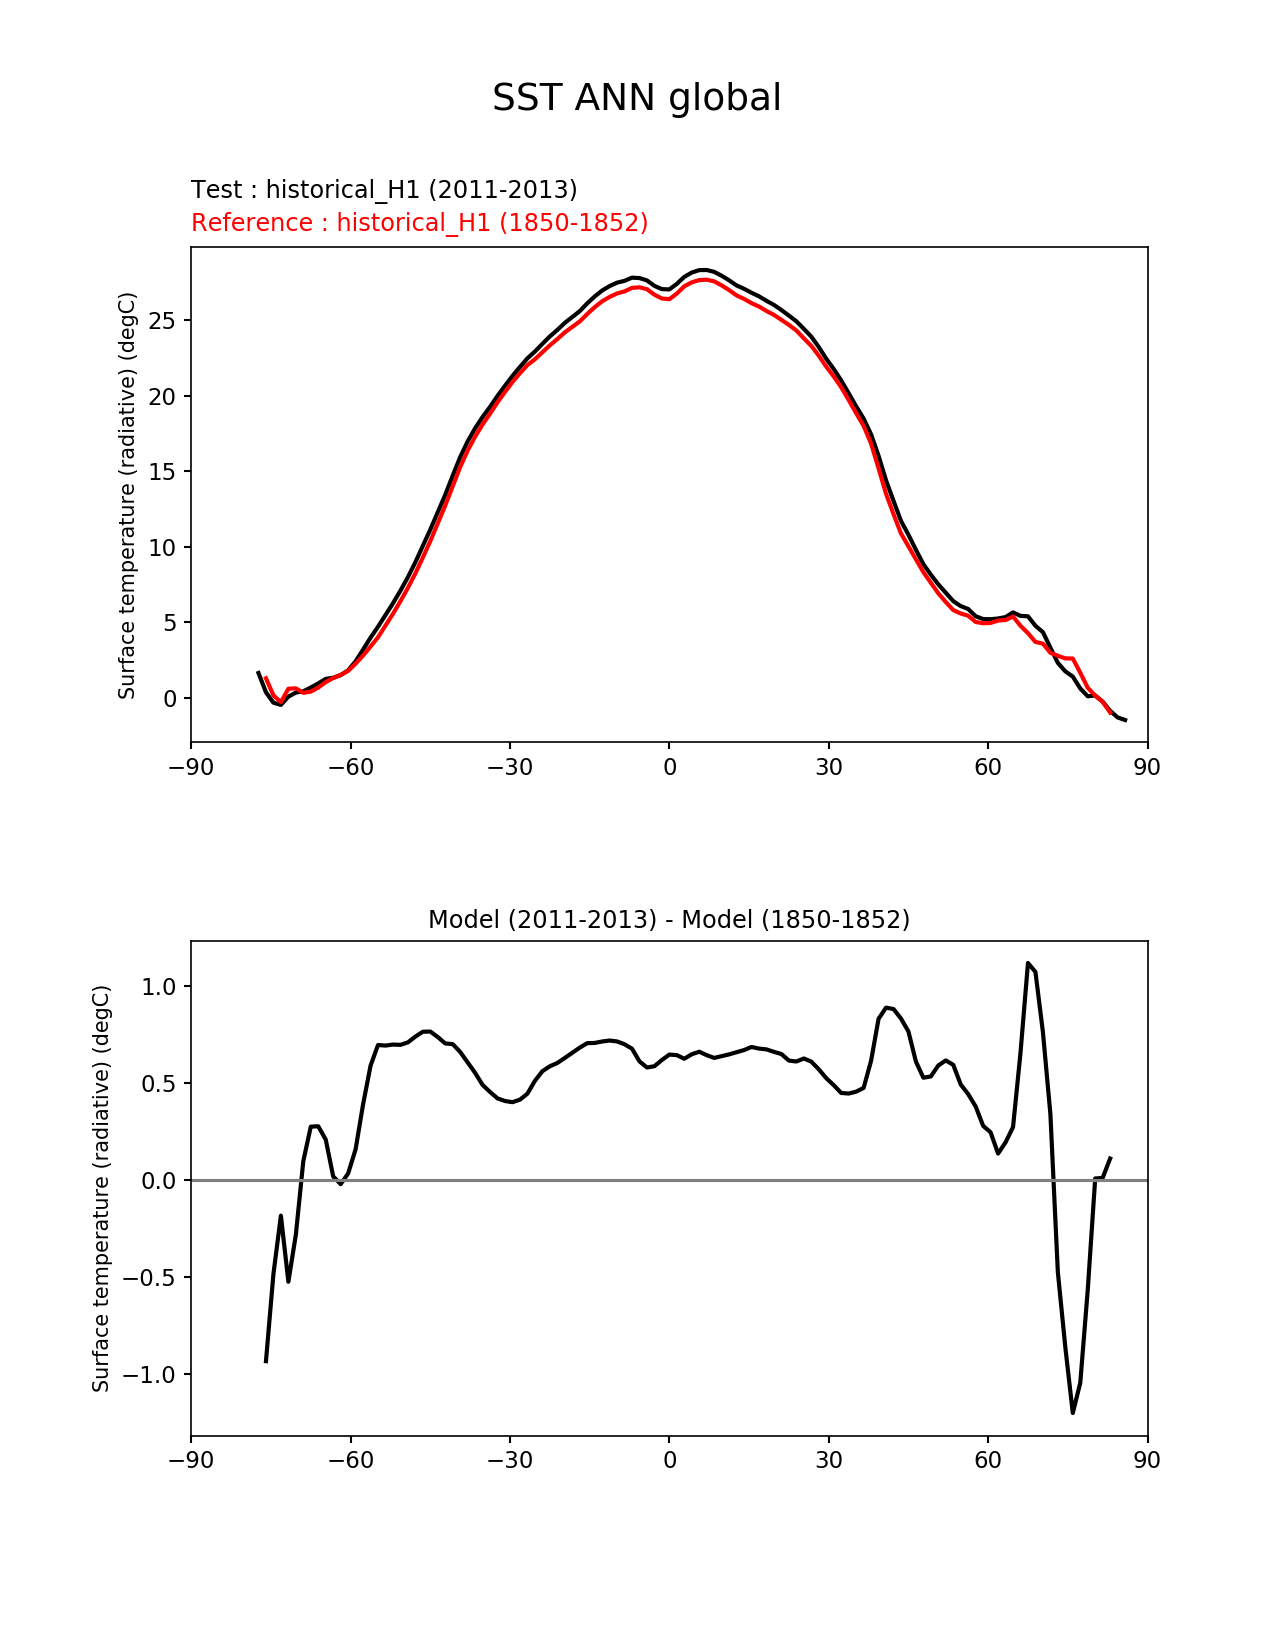 SST ANN global
Test : historical_H1 (2011-2013)
Reference : historical_H1 (1850-1852)
Surface temperature (radiative) (degC)
25
20
15
10
5
0
−90 −60 −30 0 30 60 90
Model (2011-2013) - Model (1850-1852)
Surface temperature (radiative) (degC)
1.0
0.5
0.0
−0.5
−1.0
−90 −60 −30 0 30 60 90